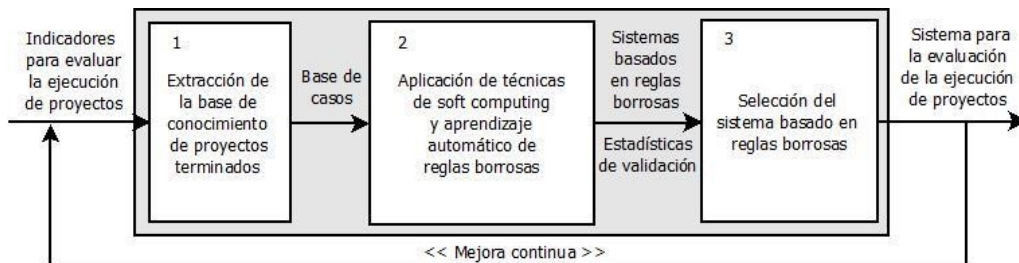 Indicadores
para evaluar
la ejecución
de proyectos
1
Extracción de
la base de
conocimiento
de proyectos
terminados
Base de
casos
2
Aplicación de técnicas
de soft computing
y aprendizaje
automático de
reglas borrosas
Sistemas
basados
en reglas
borrosas
Estadísticas
de validación
3
Selección del
sistema basado en
reglas borrosas
Sistema para
la evaluación
de la ejecución
de proyectos
<< Mejora continua >>